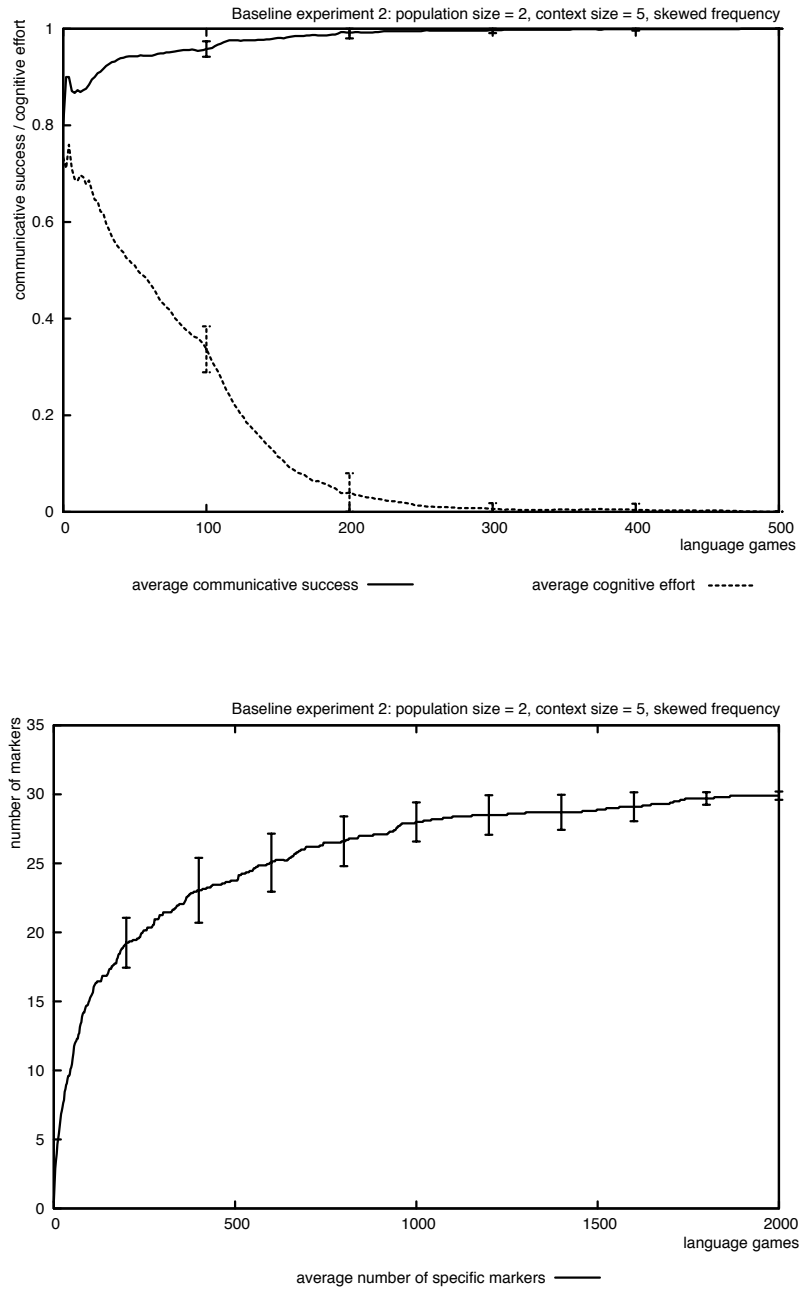 Baseline experiment 2: population size = 2, context size = 5, skewed frequency
communicative success / cognitive effort
1
0.8
0.6
0.4
0.2
0
0 100 200 300 400 500
language games
average communicative success
average cognitive effort
Baseline experiment 2: population size = 2, context size = 5, skewed frequency
number of markers
35
30
25
20
15
10
5
0
0 500 1000 1500 2000
language games
average number of specific markers